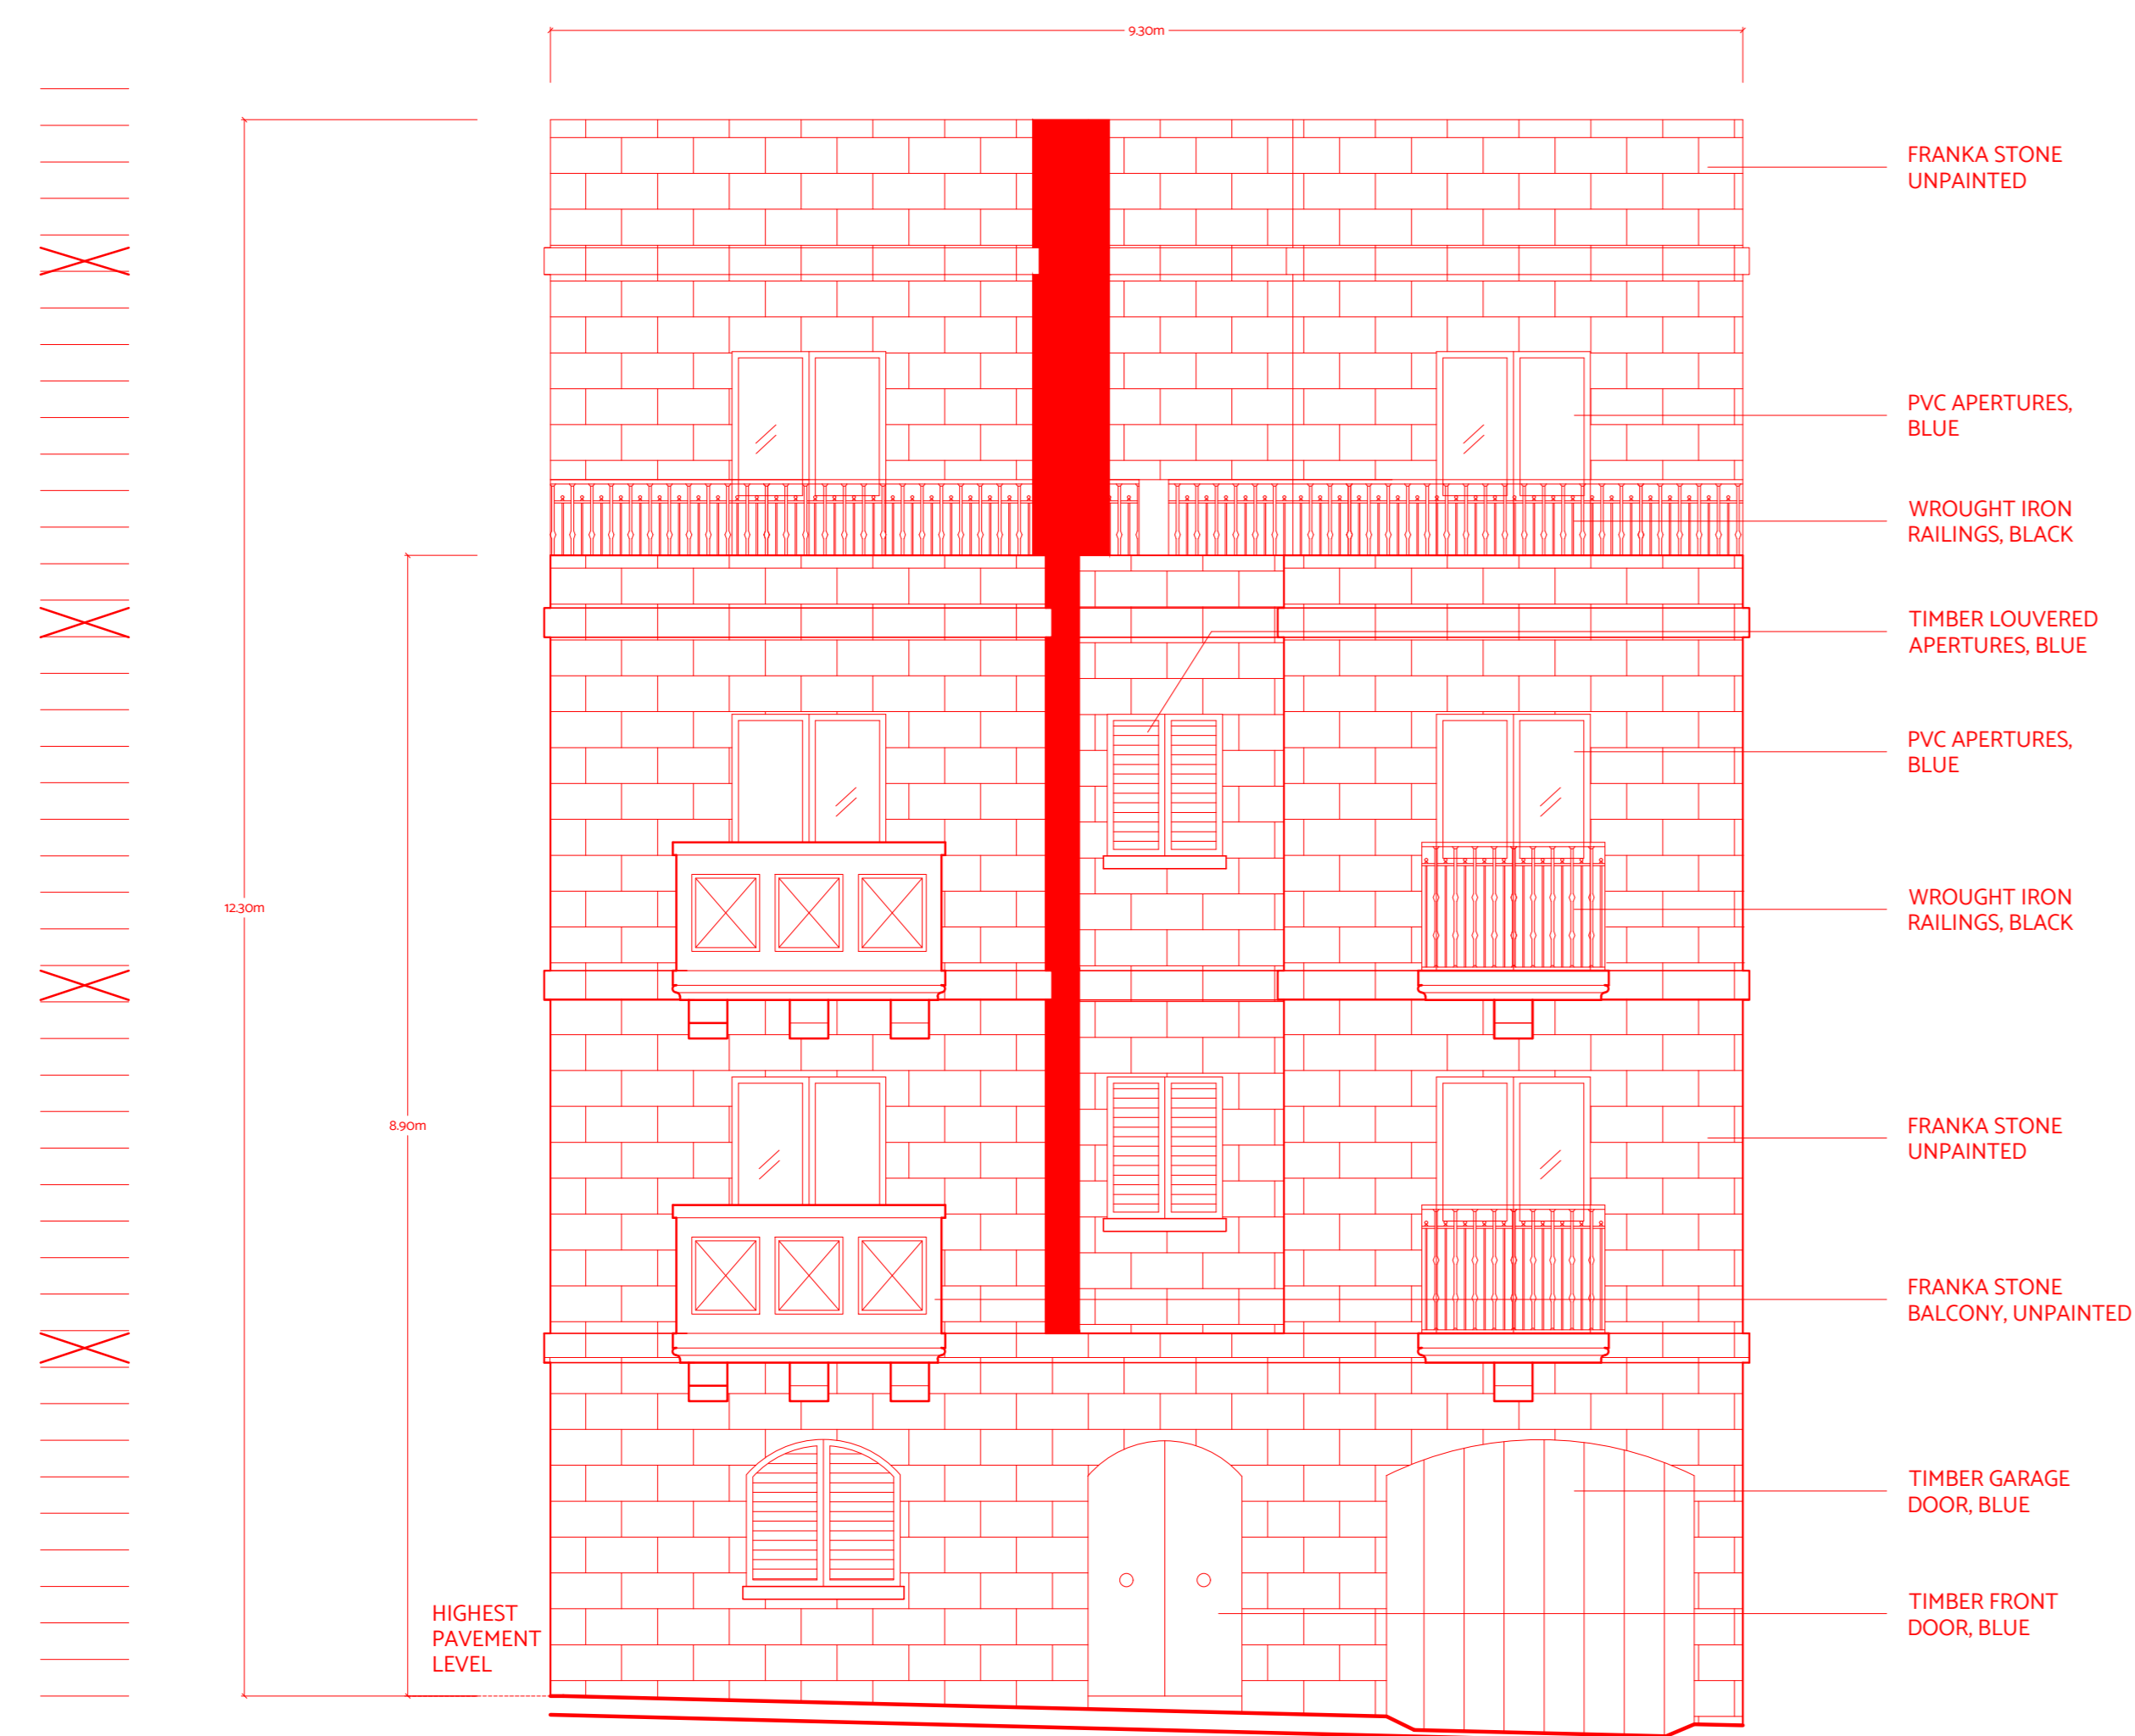 9.30m
FRANKA STONE
UNPAINTED
PVC APERTURES,
BLUE
WROUGHT IRON
RAILINGS, BLACK
TIMBER LOUVERED
APERTURES, BLUE
PVC APERTURES,
BLUE
12.30m
WROUGHT IRON
RAILINGS, BLACK
8.90m
FRANKA STONE
UNPAINTED
FRANKA STONE
BALCONY, UNPAINTED
TIMBER GARAGE
DOOR, BLUE
TIMBER FRONT
DOOR, BLUE
HIGHEST
PAVEMENT
LEVEL